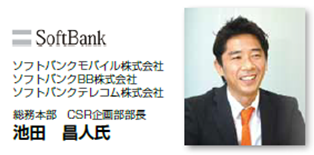 SoftBank
ソフトバンクモバイル株式会社
ソフトバンクBB株式会社
ソフトバンクテレコム株式会社
総務本部　CSR企画部部長
池田　昌人氏